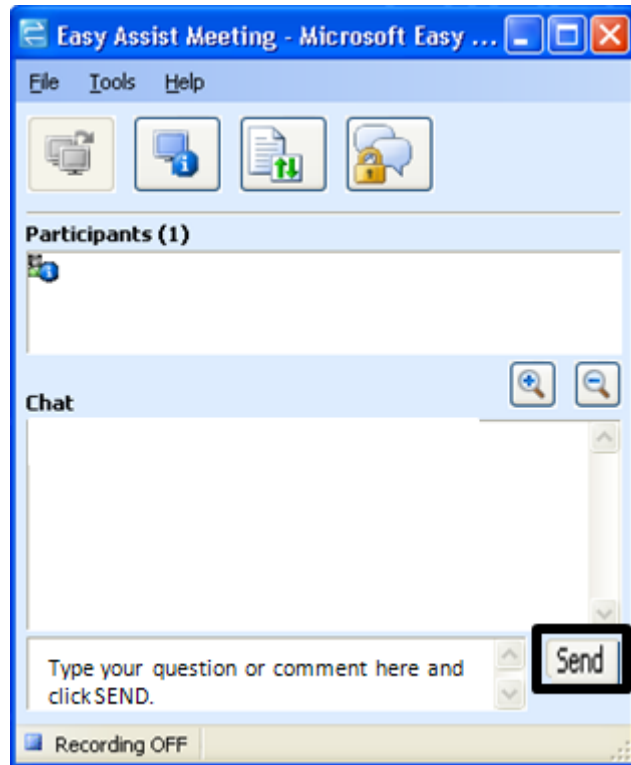 Easy Assist Meeting - Microsoft Easy ...
File Tools Help
Participants (1)
Chat
Type your question or comment here and
click SEND.
Send
Recording OFF